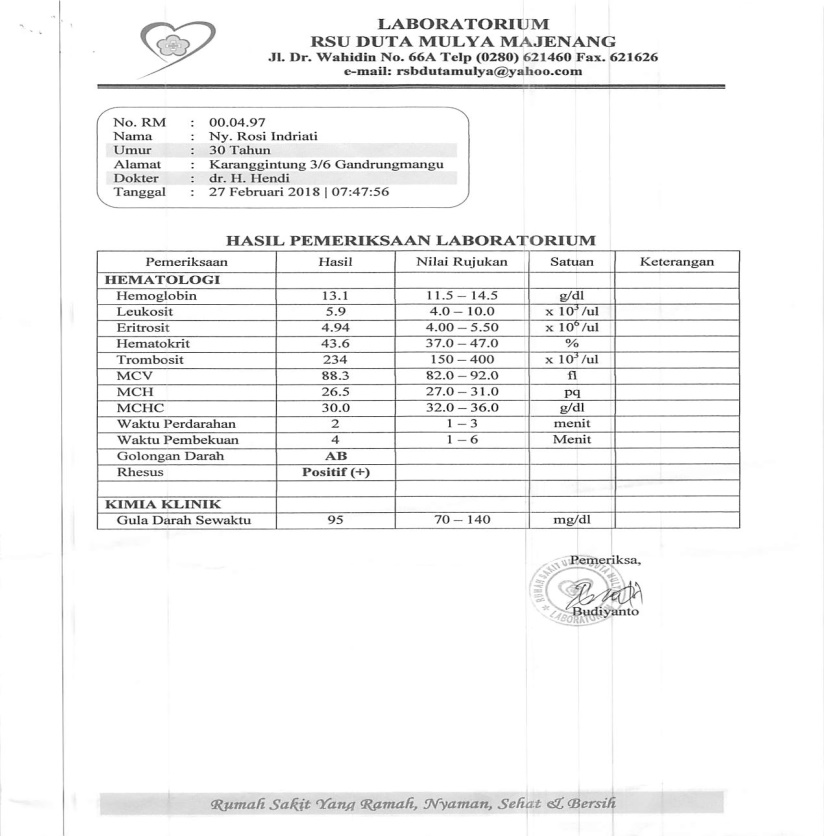 LABORATORIUM
RSU DUTA MULYA MAJENANG
Jl. Dr. Wahidin No. 66A Telp (0280) 621460 Fax. 621626
e-mail: rsbdutamulya@yahoo.com
No. RM : 00.04.97
Nama : Ny. Rosi Indriati
Umur : 30 Tahun
Alamat : Karanggintung 3/6 Gandrungmangu
Dokter : dr. H. Hendi
Tanggal : 27 Februari 2018 | 07:47:56
HASIL PEMERIKSAAN LABORATORIUM
Pemeriksaan Hasil Nilai Rujukan Satuan Keterangan
HEMATOLOGI
Hemoglobin 13.1 11.5 – 14.5 g/dl
Leukosit 5.9 4.0 – 10.0 x 10³/ul
Eritrosit 4.94 4.00 – 5.50 x 10⁶/ul
Hematokrit 43.6 37.0 – 47.0 %
Trombosit 234 150 – 400 x 10³/ul
MCV 88.3 82.0 – 92.0 fl
MCH 26.5 27.0 – 31.0 pq
MCHC 30.0 32.0 – 36.0 g/dl
Waktu Perdarahan 2 1 – 3 menit
Waktu Pembekuan 4 1 – 6 Menit
Golongan Darah AB
Rhesus Positif (+)
KIMIA KLINIK
Gula Darah Sewaktu 95 70 – 140 mg/dl
Pemeriksa,
RUMAH SAKIT
LABORATORIUM
Budiyanto
Rumah Sakit Yang Ramah, Nyaman, Sehat & Bersih